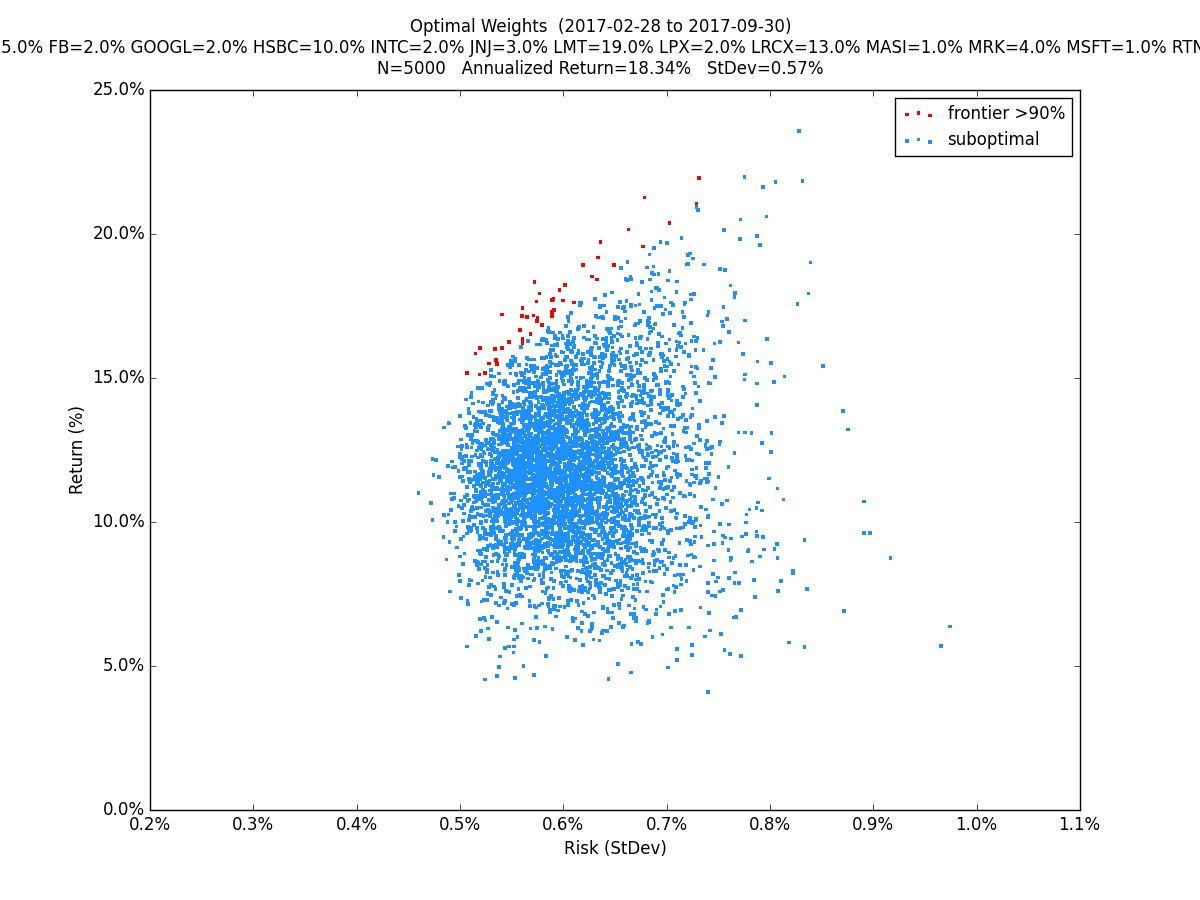 Optimal Weights (2017-02-28 to 2017-09-30)
5.0% FB=2.0% GOOGL=2.0% HSBC=10.0% INTC=2.0% JNJ=3.0% LMT=19.0% LPX=2.0% LRCX=13.0% MASI=1.0% MRK=4.0% MSFT=1.0% RTN
N=5000 Annualized Return=18.34% StDev=0.57%
25.0%
frontier >90%
suboptimal
20.0%
15.0%
Return (%)
10.0%
5.0%
0.0%
0.2% 0.3% 0.4% 0.5% 0.6% 0.7% 0.8% 0.9% 1.0% 1.1%
Risk (StDev)